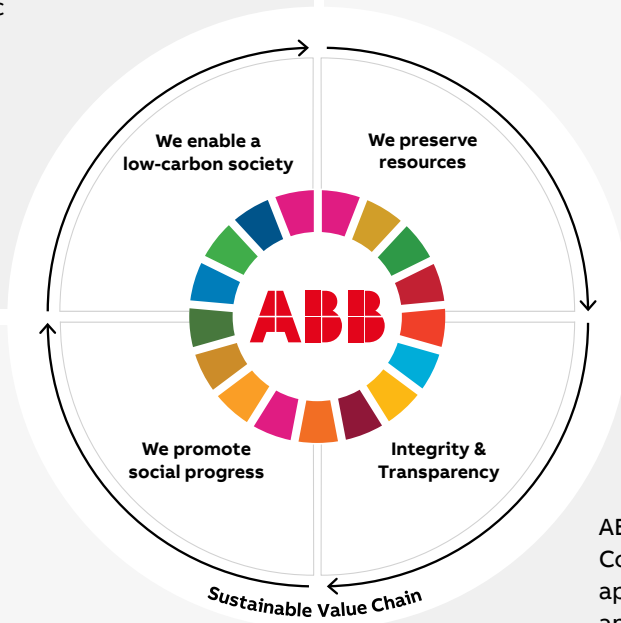 We enable a
low-carbon society
We preserve
resources
ABB
We promote
social progress
Integrity &
Transparency
Sustainable Value Chain